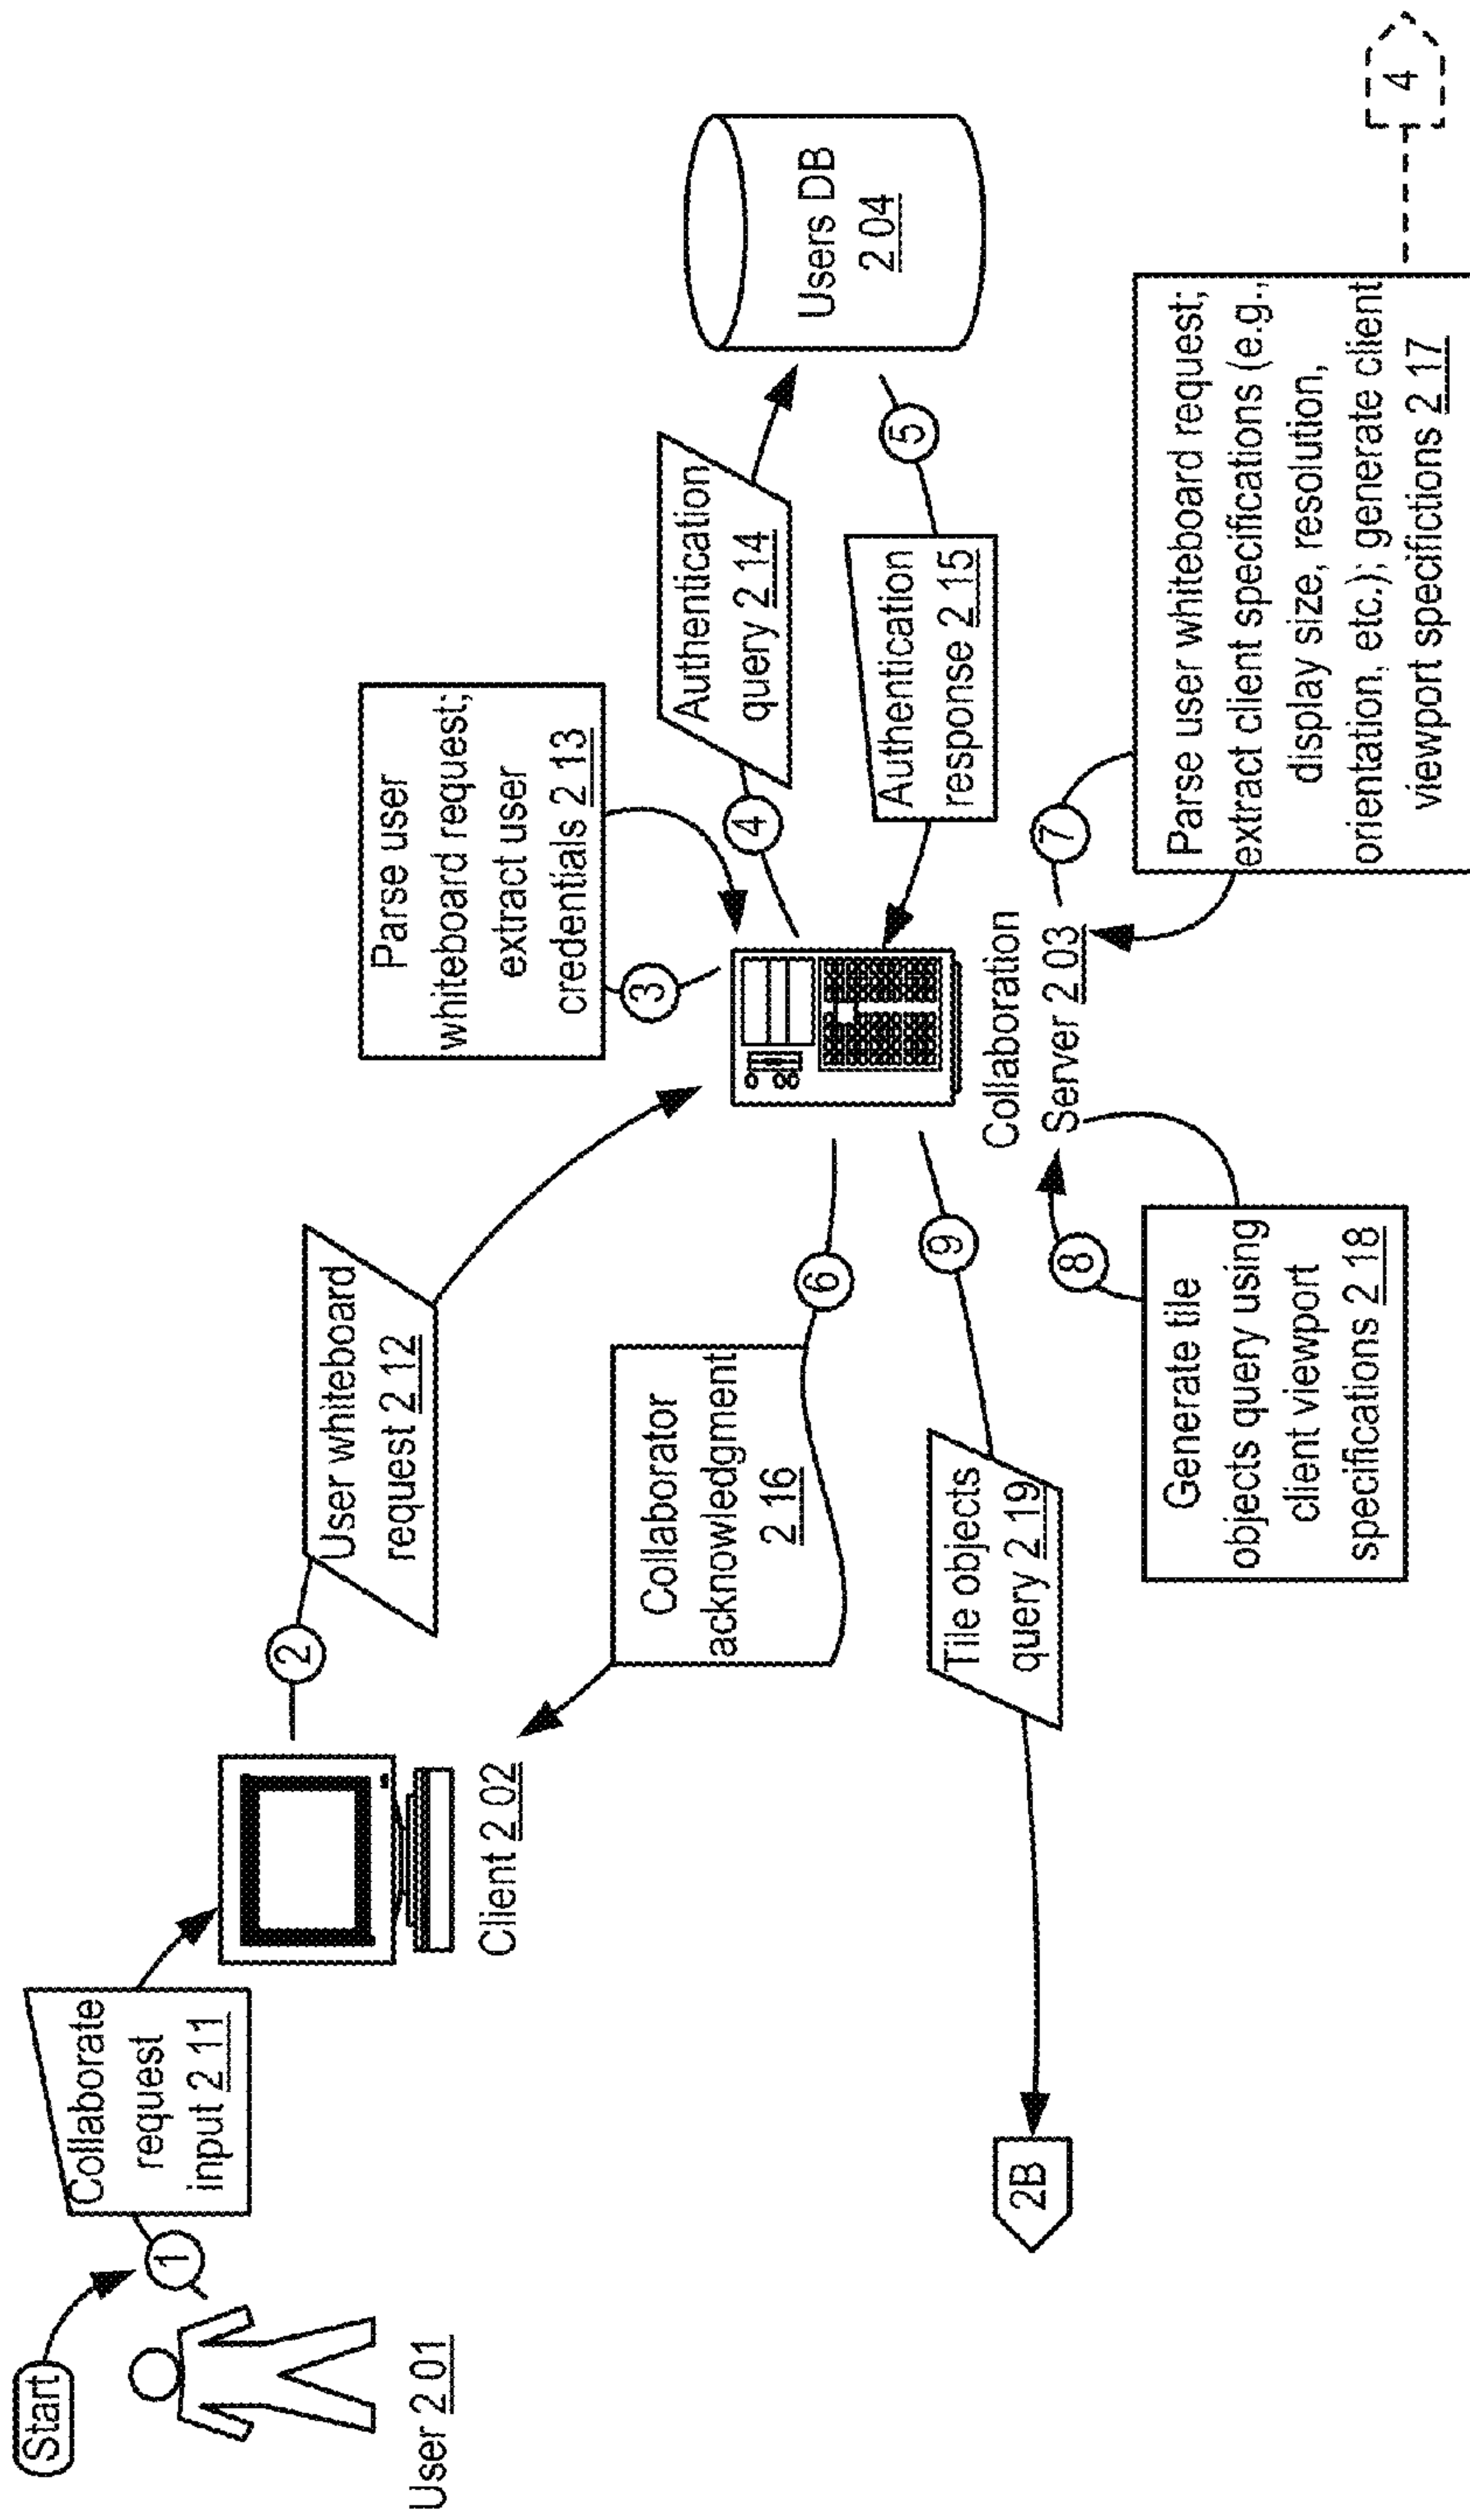 Start
1
User 2 01
Collaborate
request
input 2 11
Client 2 02
2
User whiteboard
request 2 12
Parse user
whiteboard request;
extract user
credentials 2 13
3
4
Authentication
query 2 14
Users DB
2 04
5
Authentication
response 2 15
Collaboration
Server 2 03
6
Collaborator
acknowledgment
2 16
7
Parse user whiteboard request;
extract client specifications (e.g.,
display size, resolution,
orientation, etc.); generate client
viewport specifictions 2 17
4
8
Generate tile
objects query using
client viewport
specifications 2 18
9
Tile objects
query 2 19
2B